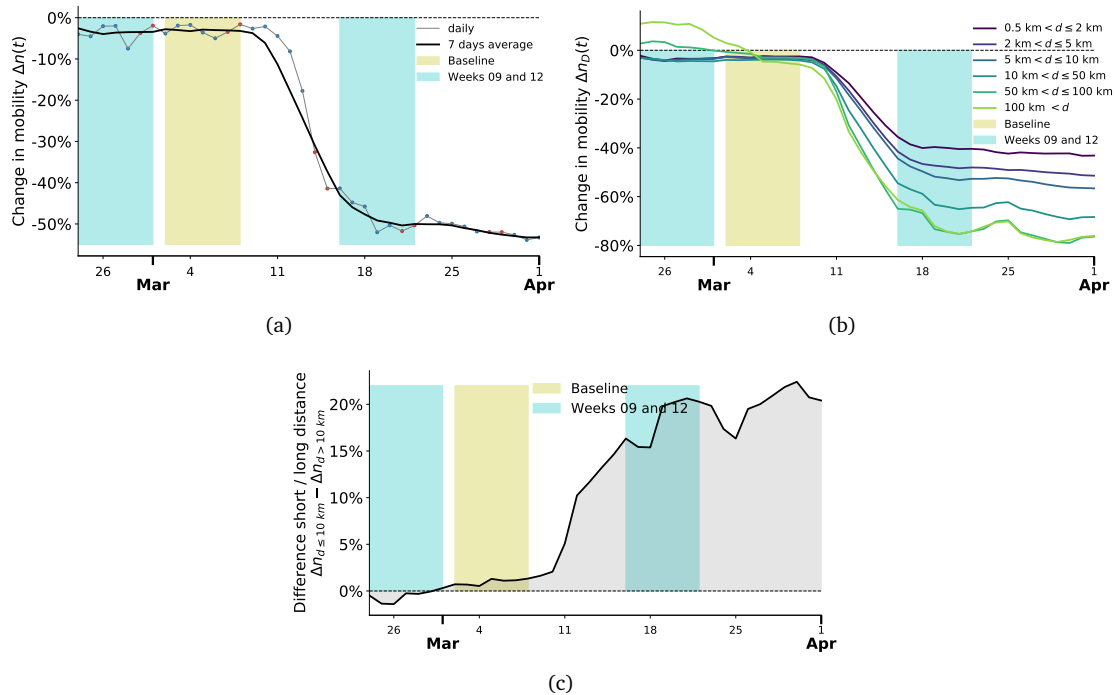 0%
-10%
-20%
-30%
-40%
-50%
Change in mobility Δn(t)
daily
7 days average
Baseline
Weeks 09 and 12
26
4
11
18
25
1
Mar
Apr
(a)
0%
-20%
-40%
-60%
-80%
Change in mobility Δn_D(t)
0.5 km < d ≤ 2 km
2 km < d ≤ 5 km
5 km < d ≤ 10 km
10 km < d ≤ 50 km
50 km < d ≤ 100 km
100 km < d
Baseline
Weeks 09 and 12
26
4
11
18
25
1
Mar
Apr
(b)
Difference short / long distance
Δn_{d ≤ 10 km} − Δn_{d > 10 km}
20%
15%
10%
5%
0%
Baseline
Weeks 09 and 12
26
4
11
18
25
1
Mar
Apr
(c)